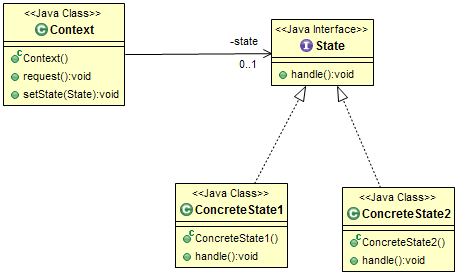 <<Java Class>>
Context
Context()
request():void
setState(State):void
-state
0..1
<<Java Interface>>
State
handle():void
<<Java Class>>
ConcreteState1
ConcreteState1()
handle():void
<<Java Class>>
ConcreteState2
ConcreteState2()
handle():void